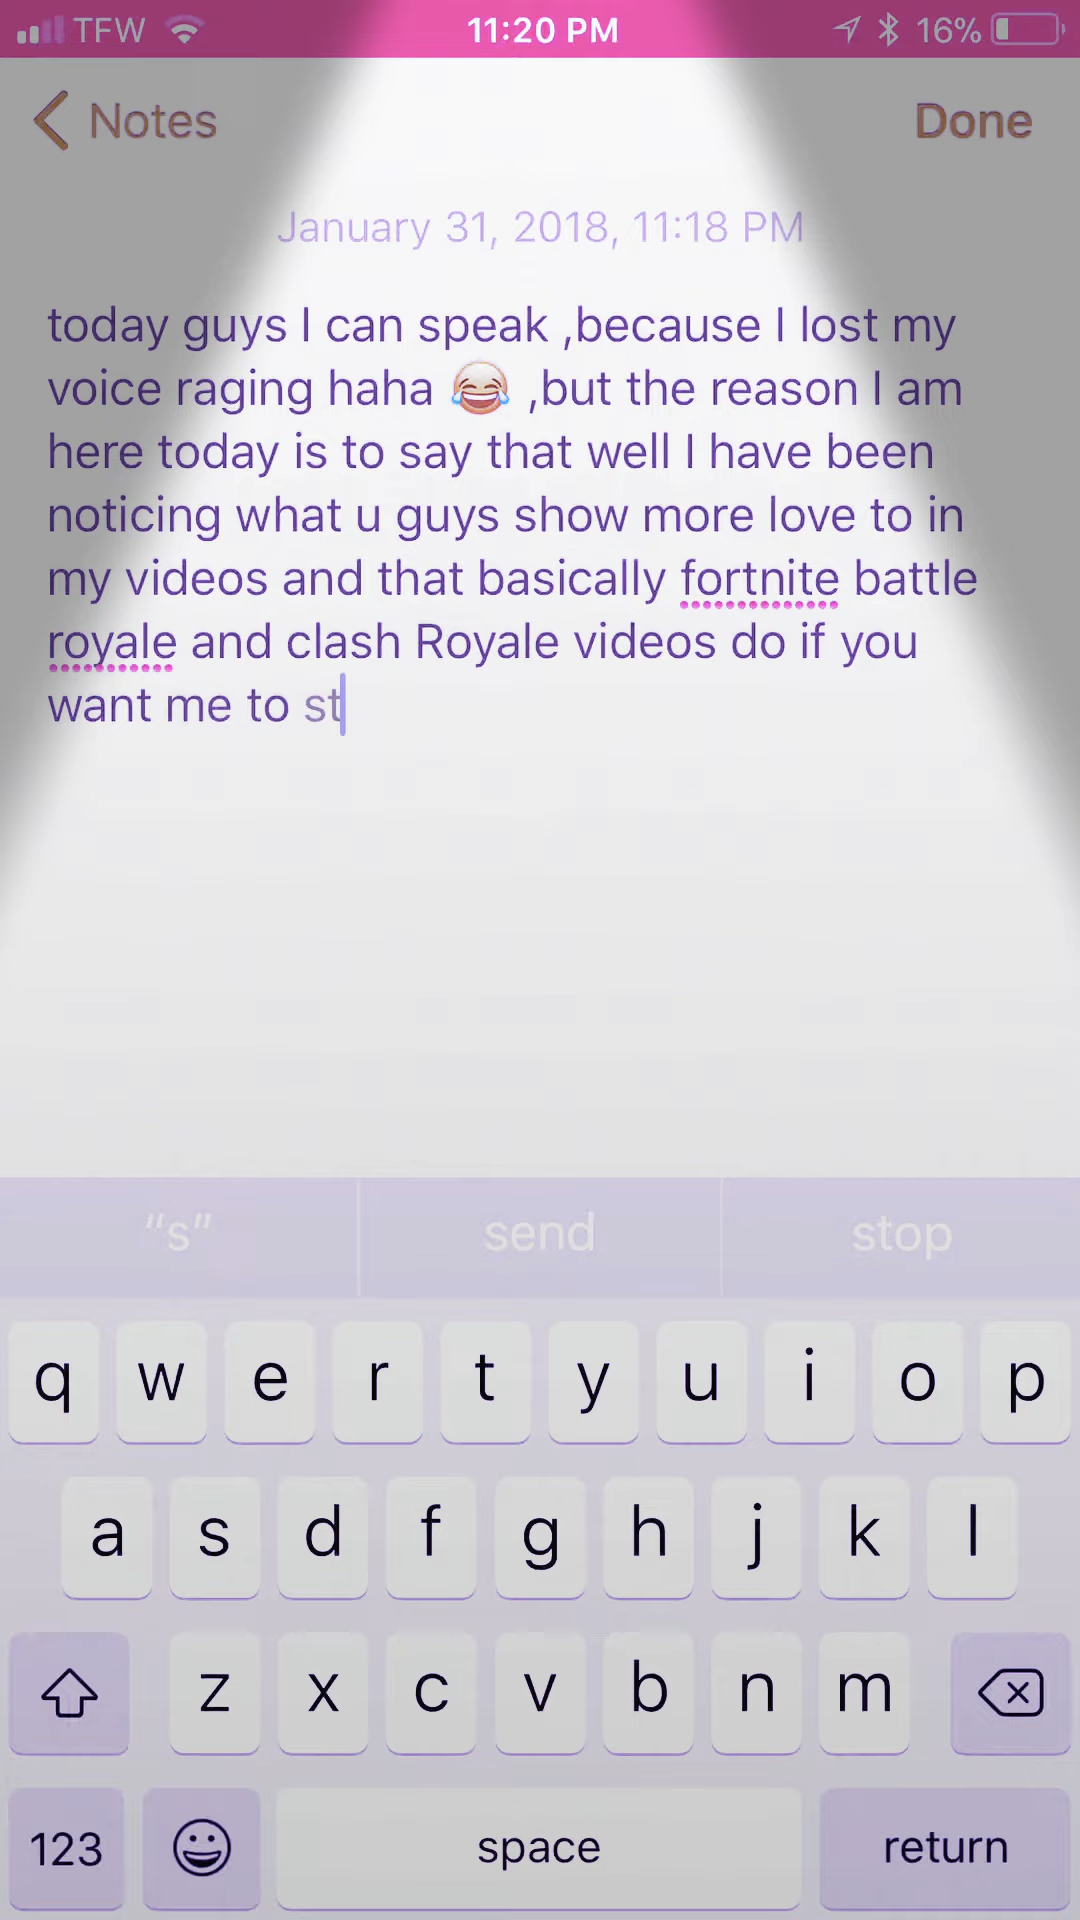 TFW 11:20 PM 16%
Notes Done
January 31, 2018, 11:18 PM
today guys I can speak ,because I lost my
voice raging haha 😂 ,but the reason I am
here today is to say that well I have been
noticing what u guys show more love to in
my videos and that basically fortnite battle
royale and clash Royale videos do if you
want me to st
“s” send stop
q w e r t y u i o p
a s d f g h j k l
z x c v b n m
123 space return